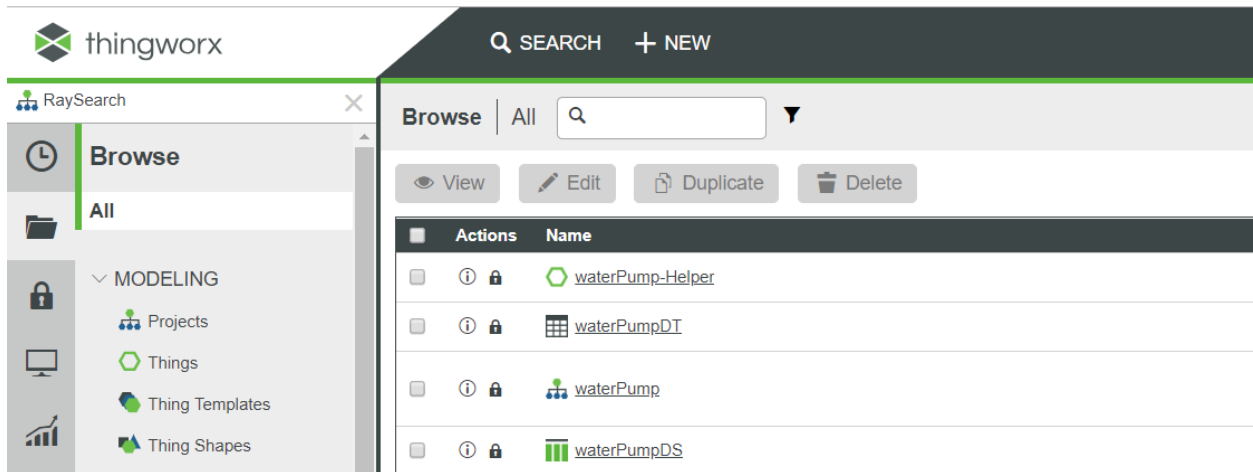 thingworx
SEARCH
NEW
RaySearch
Browse
All
MODELING
Projects
Things
Thing Templates
Thing Shapes
Browse
All
View
Edit
Duplicate
Delete
Actions
Name
waterPump-Helper
waterPumpDT
waterPump
waterPumpDS